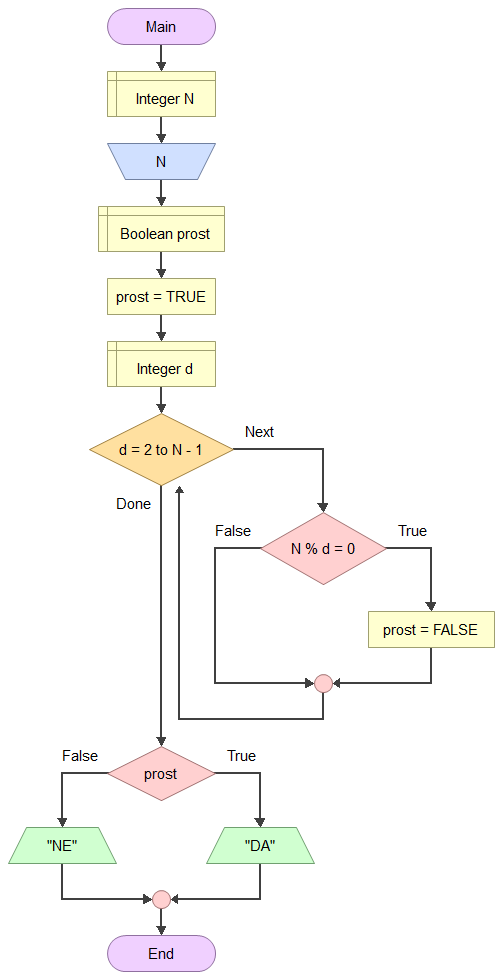 Main
Integer N
N
Boolean prost
prost = TRUE
Integer d
d = 2 to N - 1
Next
Done
N % d = 0
False
True
prost = FALSE
prost
False
True
"NE"
"DA"
End